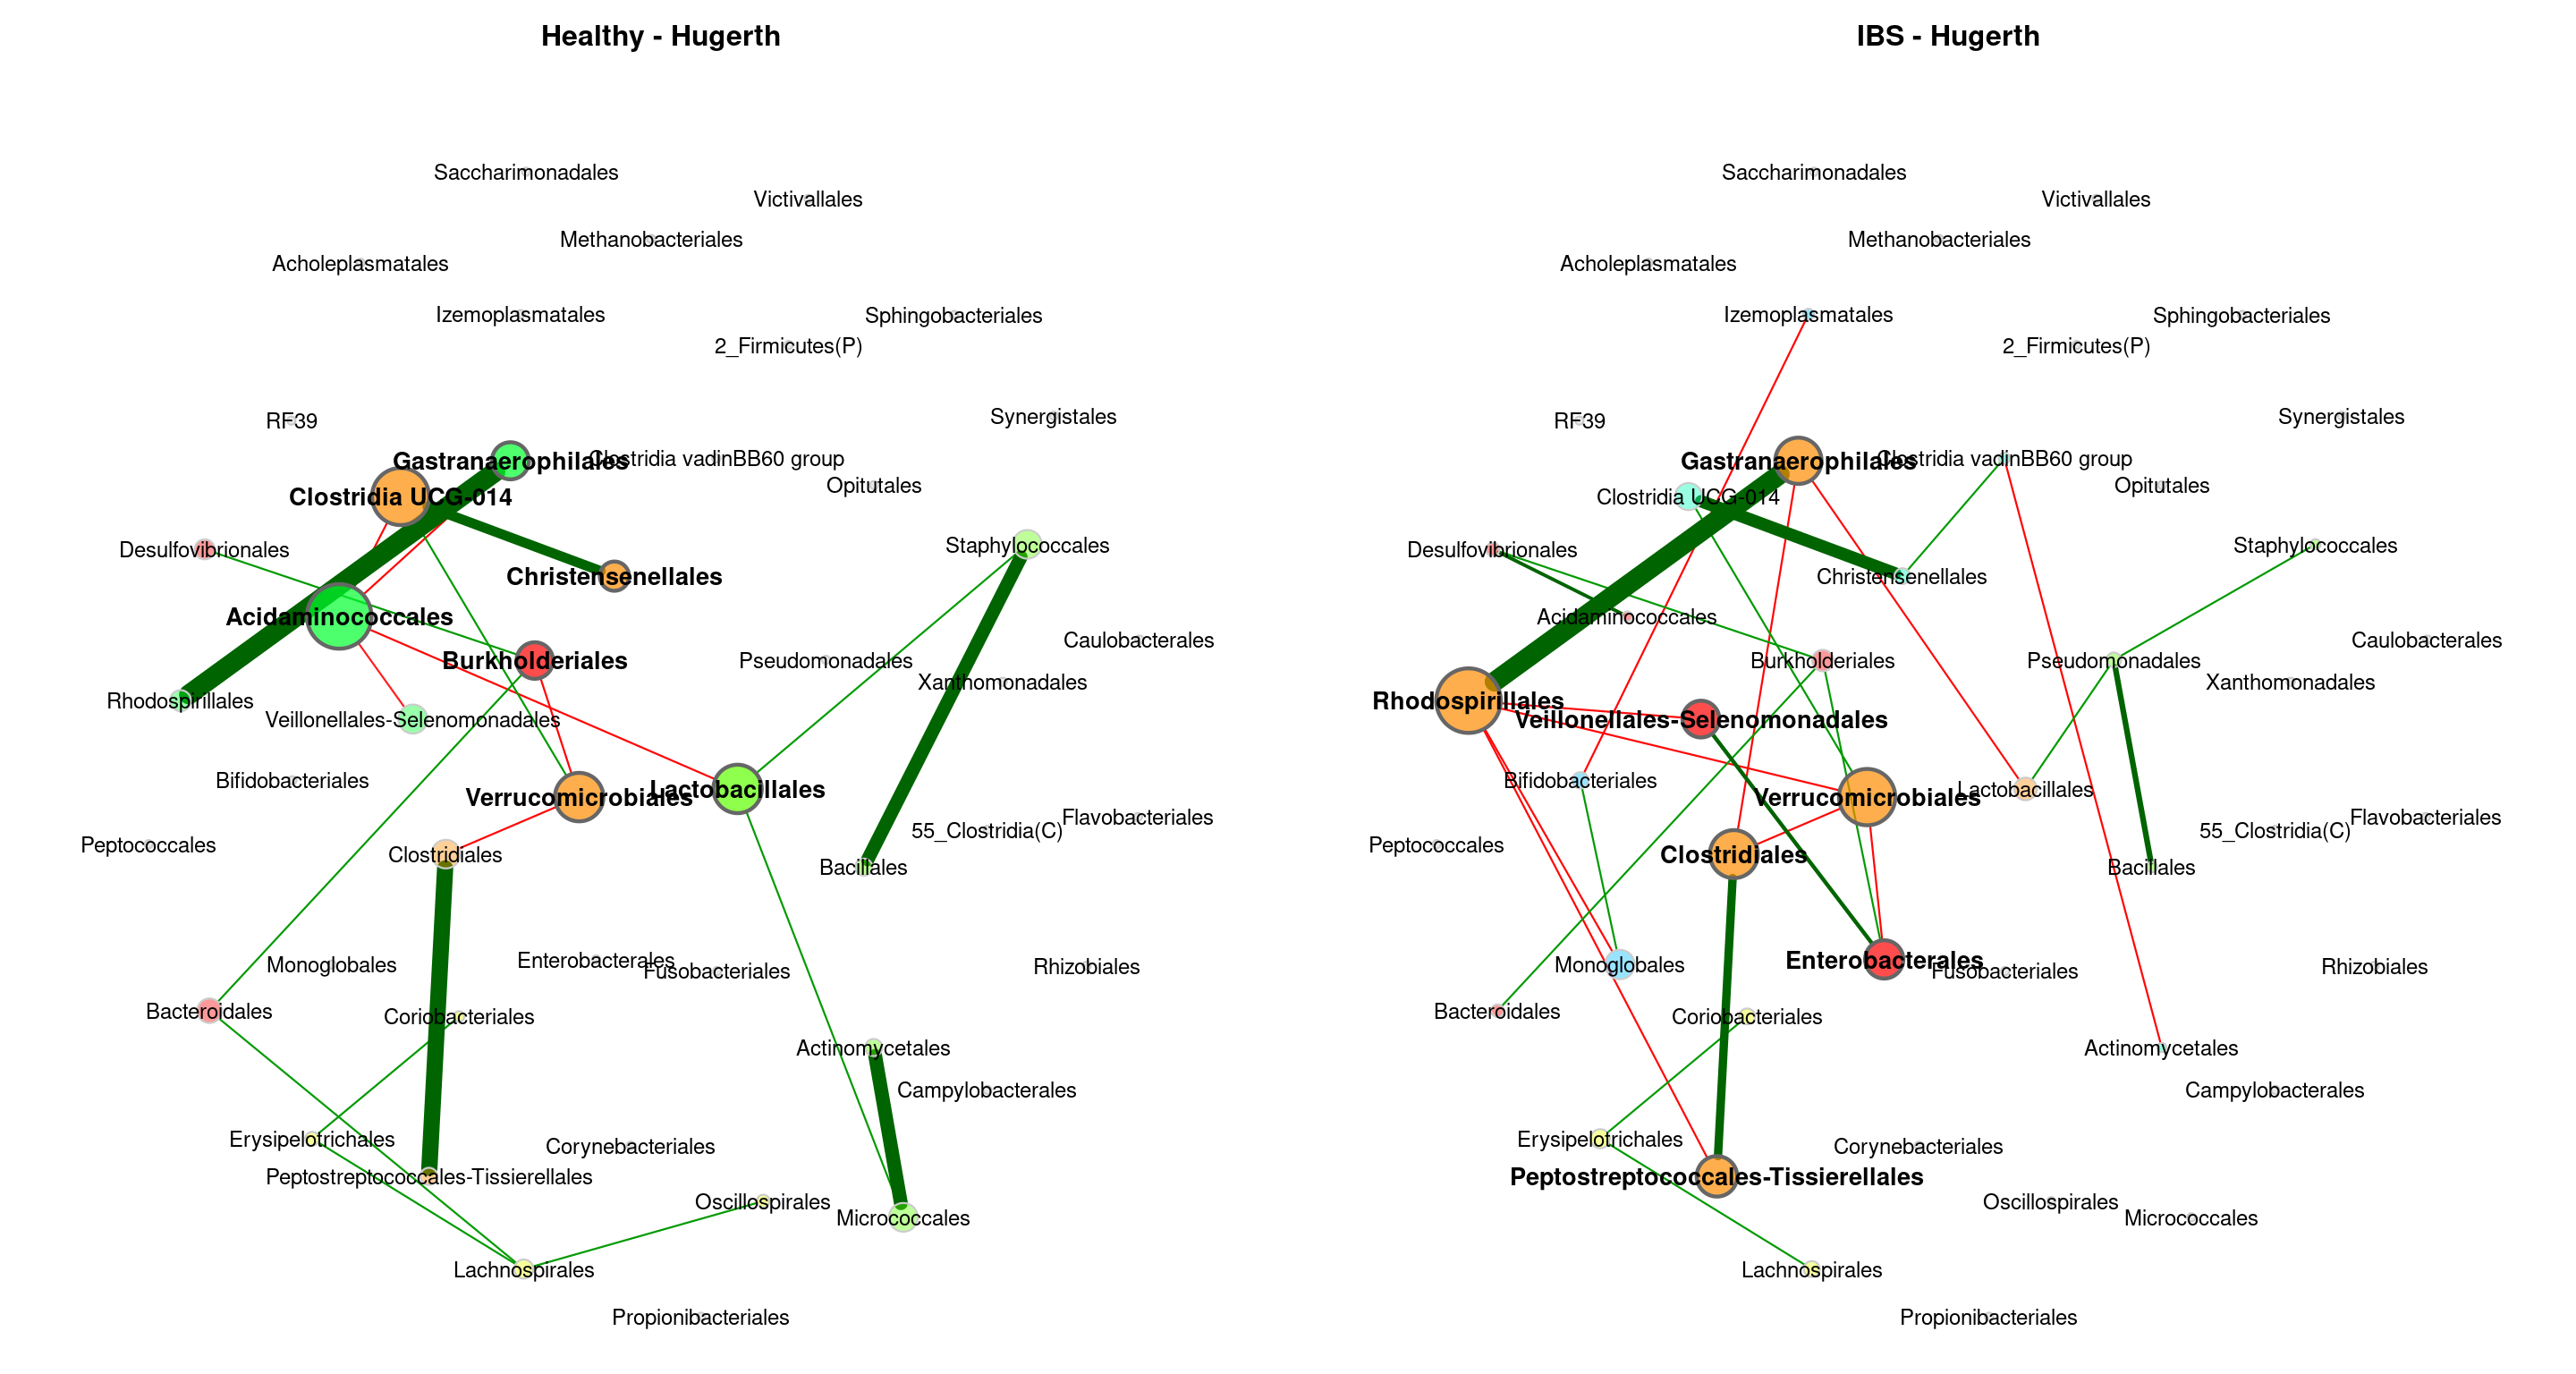 Healthy - Hugerth
Saccharimonadales
Victivallales
Methanobacteriales
Acholeplasmatales
Izemoplasmatales
Sphingobacteriales
2_Firmicutes(P)
RF39
Synergistales
Gastranaerophilales
Clostridia vadinBB60 group
Opitutales
Clostridia UCG-014
Desulfovibrionales
Staphylococcales
Christensenellales
Acidaminococcales
Caulobacterales
Burkholderiales
Pseudomonadales
Xanthomonadales
Rhodospirillales
Veillonellales-Selenomonadales
Bifidobacteriales
Verrucomicrobiales
Lactobacillales
Flavobacteriales
55_Clostridia(C)
Peptococcales
Clostridiales
Bacillales
Monoglobales
Enterobacterales
Fusobacteriales
Rhizobiales
Bacteroidales
Coriobacteriales
Actinomycetales
Campylobacterales
Erysipelotrichales
Corynebacteriales
Peptostreptococcales-Tissierellales
Oscillospirales
Micrococcales
Lachnospirales
Propionibacteriales
IBS - Hugerth
Saccharimonadales
Victivallales
Methanobacteriales
Acholeplasmatales
Izemoplasmatales
Sphingobacteriales
2_Firmicutes(P)
RF39
Synergistales
Gastranaerophilales
Clostridia vadinBB60 group
Opitutales
Clostridia UCG-014
Desulfovibrionales
Staphylococcales
Christensenellales
Acidaminococcales
Caulobacterales
Burkholderiales
Pseudomonadales
Xanthomonadales
Rhodospirillales
Veillonellales-Selenomonadales
Bifidobacteriales
Verrucomicrobiales
Lactobacillales
Flavobacteriales
55_Clostridia(C)
Peptococcales
Clostridiales
Bacillales
Monoglobales
Enterobacterales
Fusobacteriales
Rhizobiales
Bacteroidales
Coriobacteriales
Actinomycetales
Campylobacterales
Erysipelotrichales
Corynebacteriales
Peptostreptococcales-Tissierellales
Oscillospirales
Micrococcales
Lachnospirales
Propionibacteriales